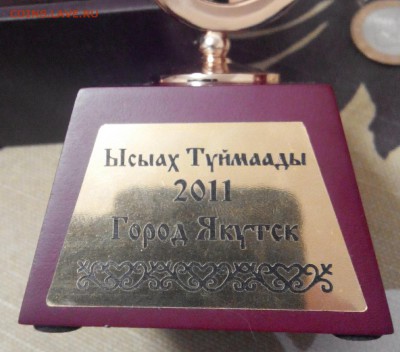 Ысыах Туймаады
2011
Город Якутск